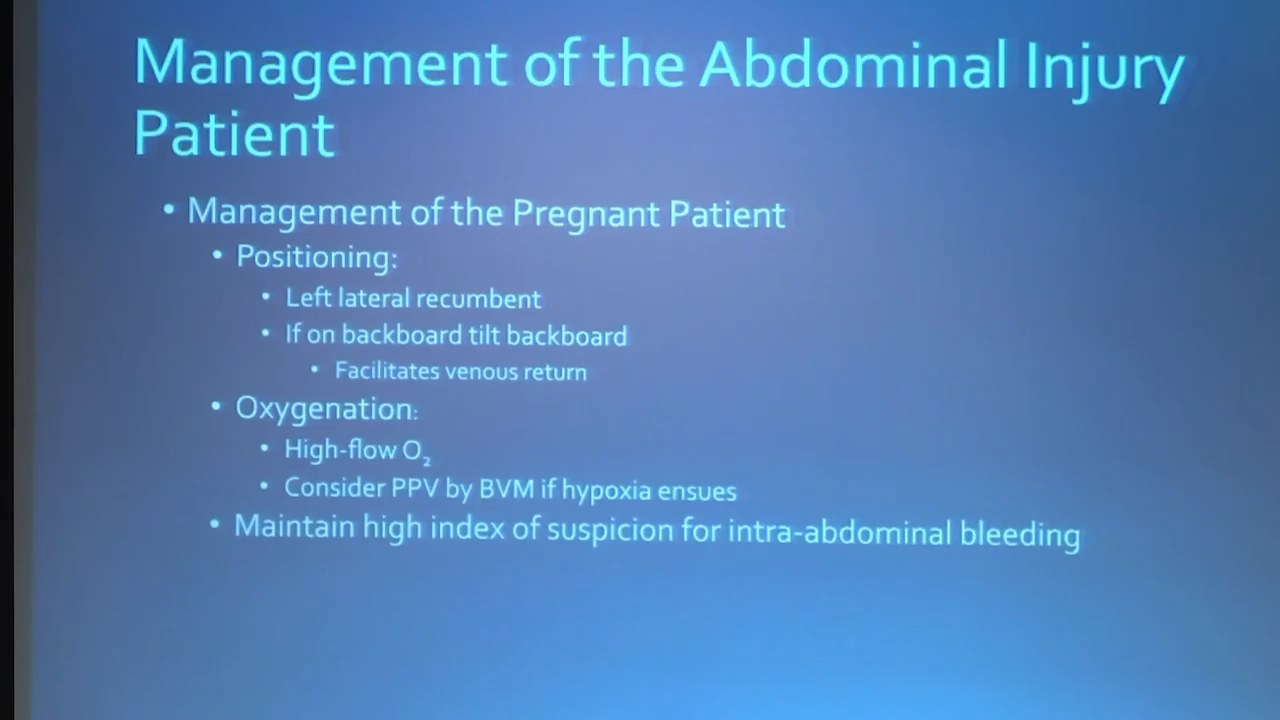 Management of the Abdominal Injury
Patient
• Management of the Pregnant Patient
• Positioning:
• Left lateral recumbent
• If on backboard tilt backboard
• Facilitates venous return
• Oxygenation:
• High-flow O₂
• Consider PPV by BVM if hypoxia ensues
• Maintain high index of suspicion for intra-abdominal bleeding